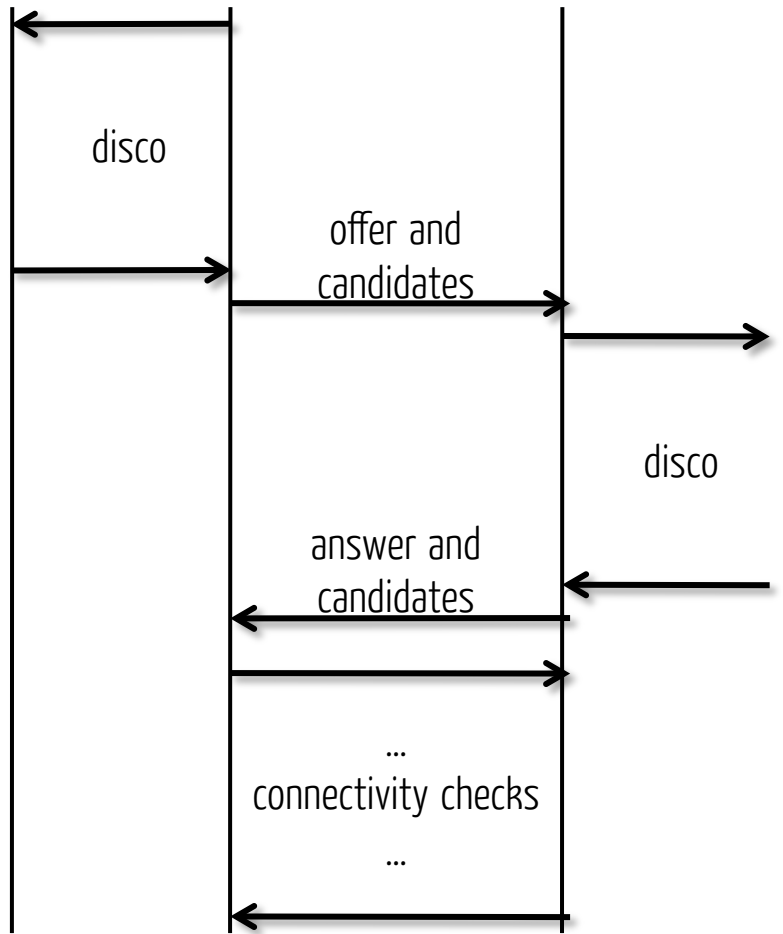 disco
offer and
candidates
disco
answer and
candidates
...
connectivity checks
...